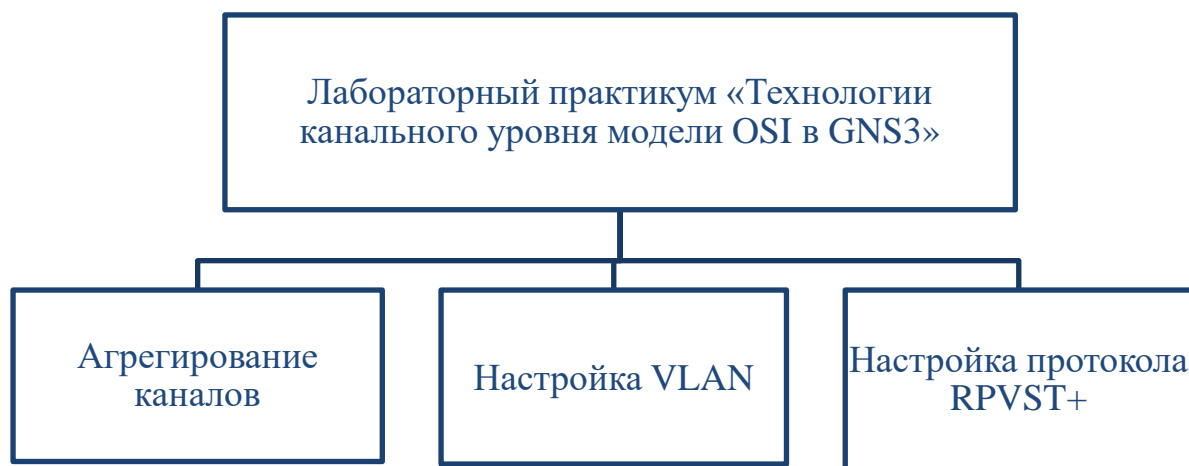 Лабораторный практикум «Технологии
канального уровня модели OSI в GNS3»
Агрегирование
каналов
Настройка VLAN
Настройка протокола
RPVST+